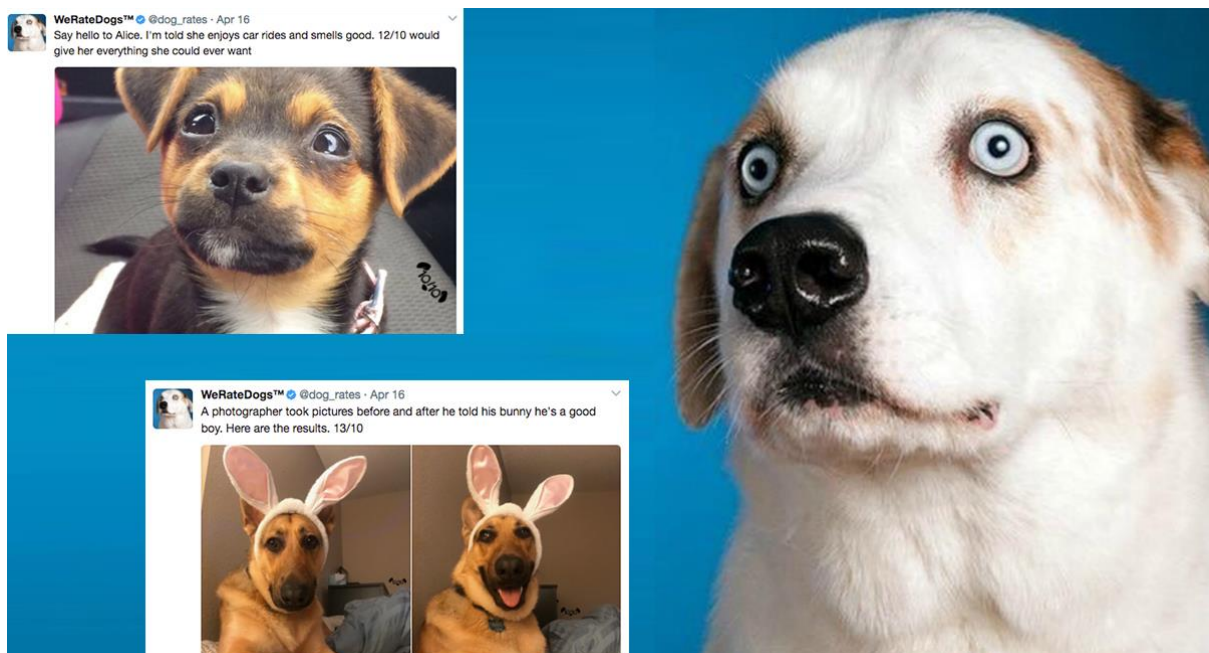 WeRateDogs™ @dog_rates · Apr 16
Say hello to Alice. I'm told she enjoys car rides and smells good. 12/10 would
give her everything she could ever want
WeRateDogs™ @dog_rates · Apr 16
A photographer took pictures before and after he told his bunny he's a good
boy. Here are the results. 13/10